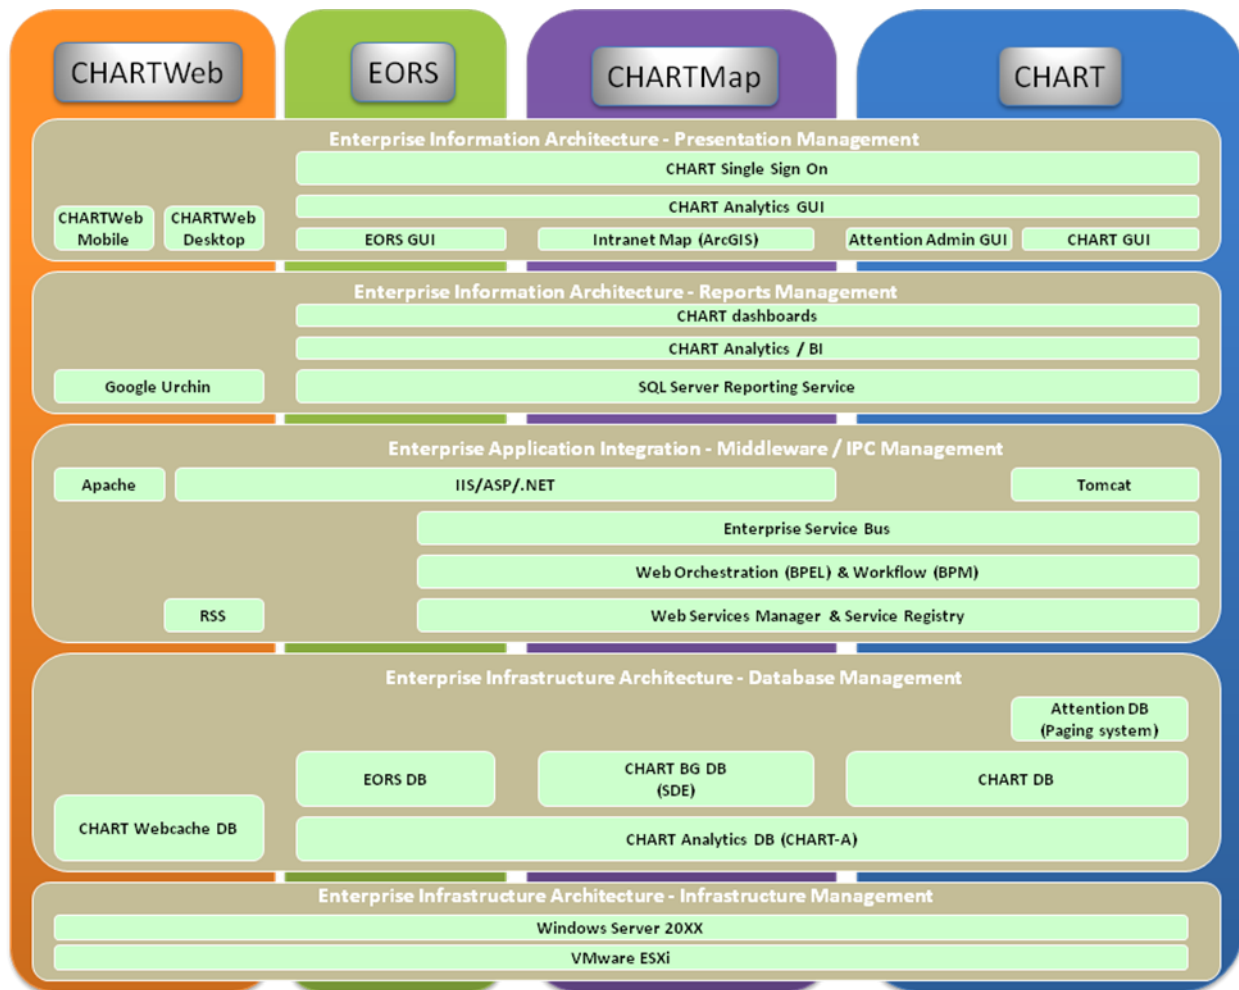 CHARTWeb
EORS
CHARTMap
CHART
Enterprise Information Architecture - Presentation Management
CHART Single Sign On
CHART Analytics GUI
CHARTWeb
Mobile
CHARTWeb
Desktop
EORS GUI
Intranet Map (ArcGIS)
Attention Admin GUI
CHART GUI
Enterprise Information Architecture - Reports Management
CHART dashboards
CHART Analytics / BI
Google Urchin
SQL Server Reporting Service
Enterprise Application Integration - Middleware / IPC Management
Apache
IIS/ASP/.NET
Tomcat
Enterprise Service Bus
Web Orchestration (BPEL) & Workflow (BPM)
RSS
Web Services Manager & Service Registry
Enterprise Infrastructure Architecture - Database Management
Attention DB
(Paging system)
EORS DB
CHART BG DB
(SDE)
CHART DB
CHART Webcache DB
CHART Analytics DB (CHART-A)
Enterprise Infrastructure Architecture - Infrastructure Management
Windows Server 20XX
VMware ESXi